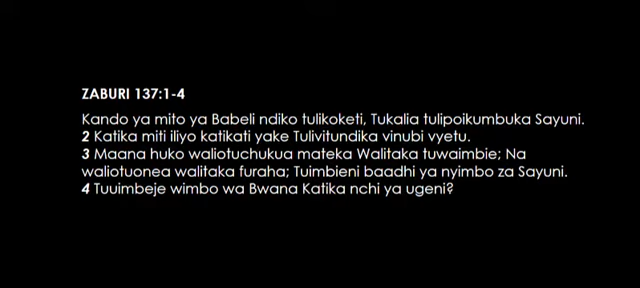 ZABURI 137:1-4
Kando ya mito ya Babeli ndiko tulikoketi, Tukalia tulipoikumbuka Sayuni.
2 Katika miti iliyo katikati yake Tulivitundika vinubi vyetu.
3 Maana huko waliotuchukua mateka Walitaka tuwaimbie; Na
waliotuonea walitaka furaha; Tuimbieni baadhi ya nyimbo za Sayuni.
4 Tuuimbeje wimbo wa Bwana Katika nchi ya ugeni?